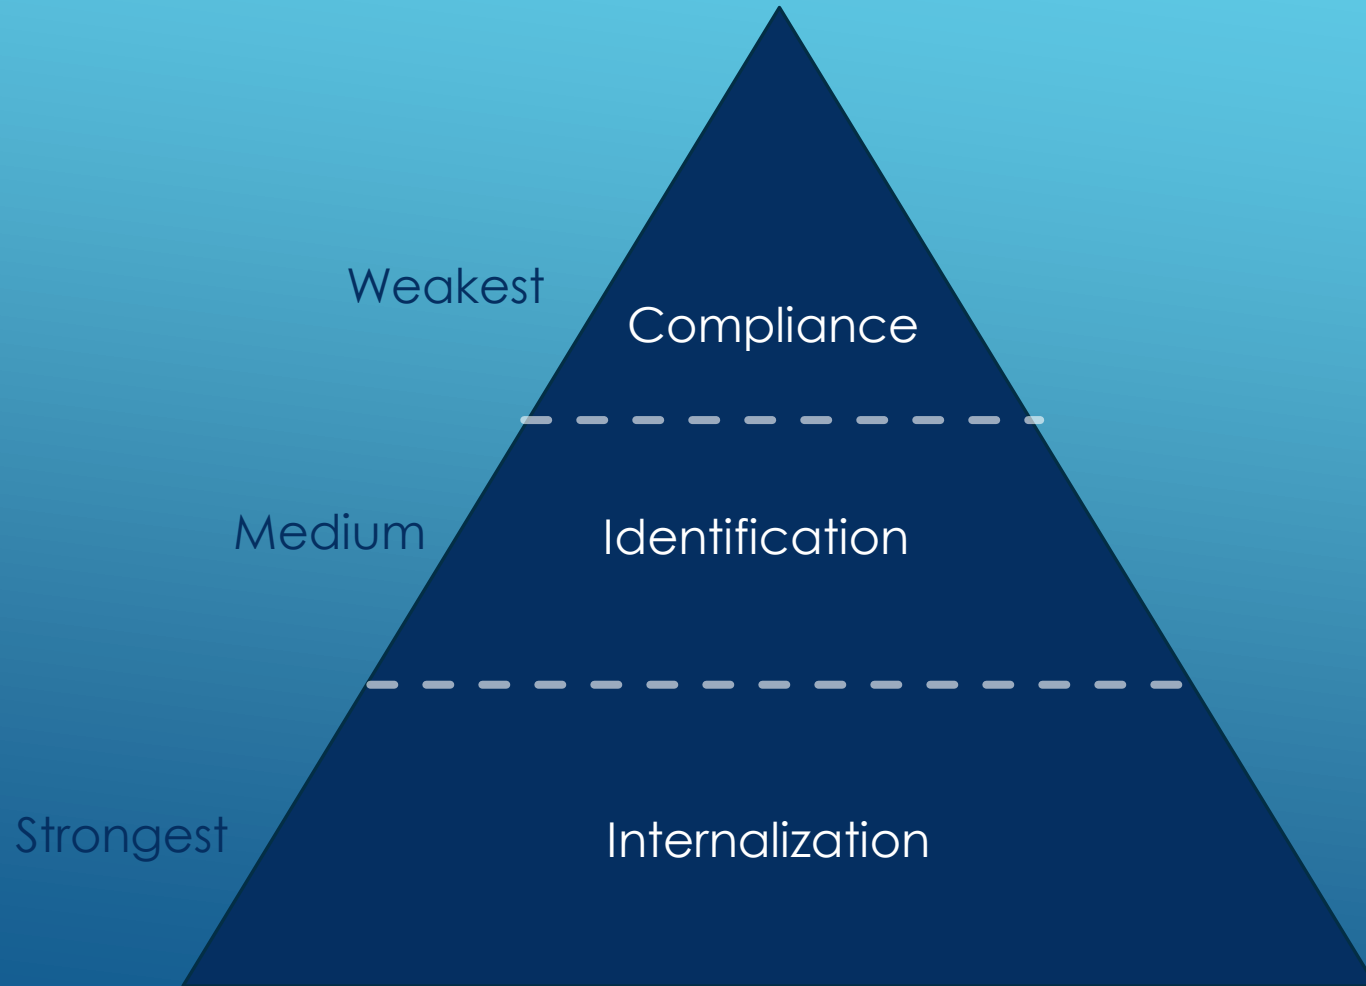 Weakest
Compliance
Medium
Identification
Strongest
Internalization